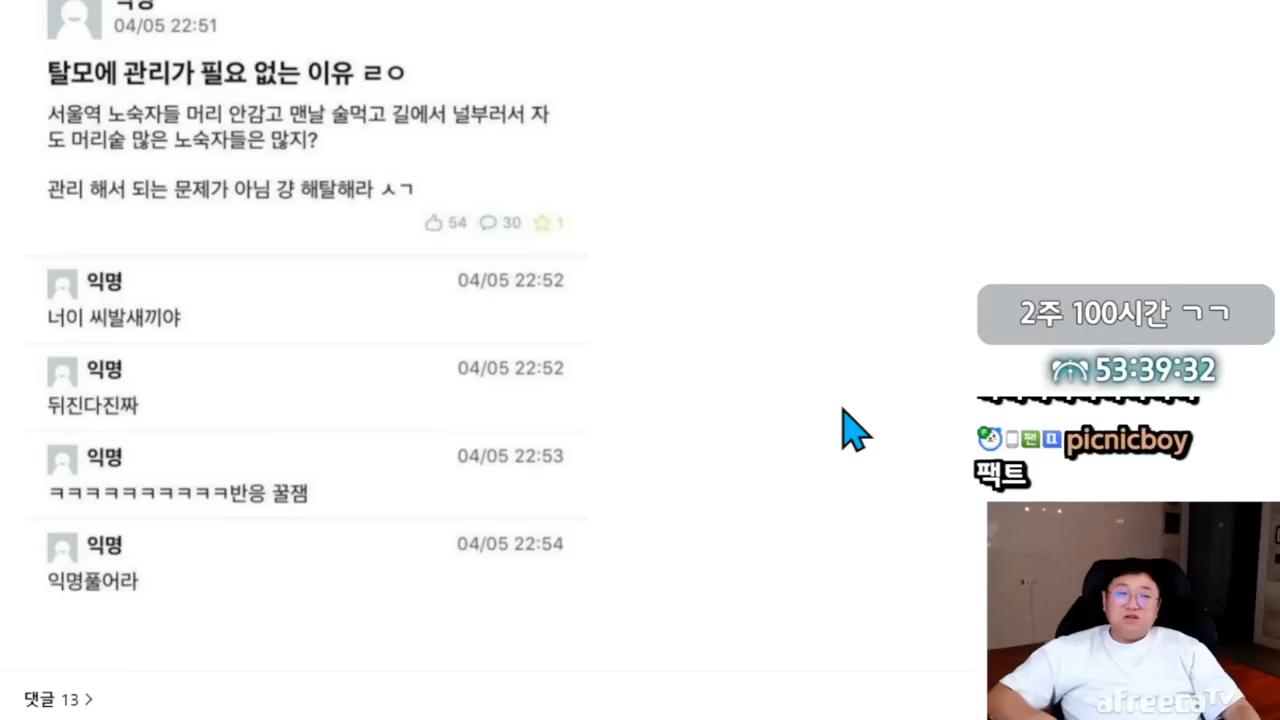 익명
04/05 22:51
탈모에 관리가 필요 없는 이유 ㄹㅇ
서울역 노숙자들 머리 안감고 맨날 술먹고 길에서 널부러서 자
도 머리숱 많은 노숙자들은 많지?
관리 해서 되는 문제가 아님 걍 해탈해라 ㅅㄱ
54 30 1
익명 04/05 22:52
너이 씨발새끼야
익명 04/05 22:52
뒤진다진짜
익명 04/05 22:53
ㅋㅋㅋㅋㅋㅋㅋㅋㅋㅋ반응 꿀잼
익명 04/05 22:54
익명풀어라
댓글 13 >
2주 100시간 ㄱㄱ
53:39:32
팬 picnicboy
팩트
afreecaTV